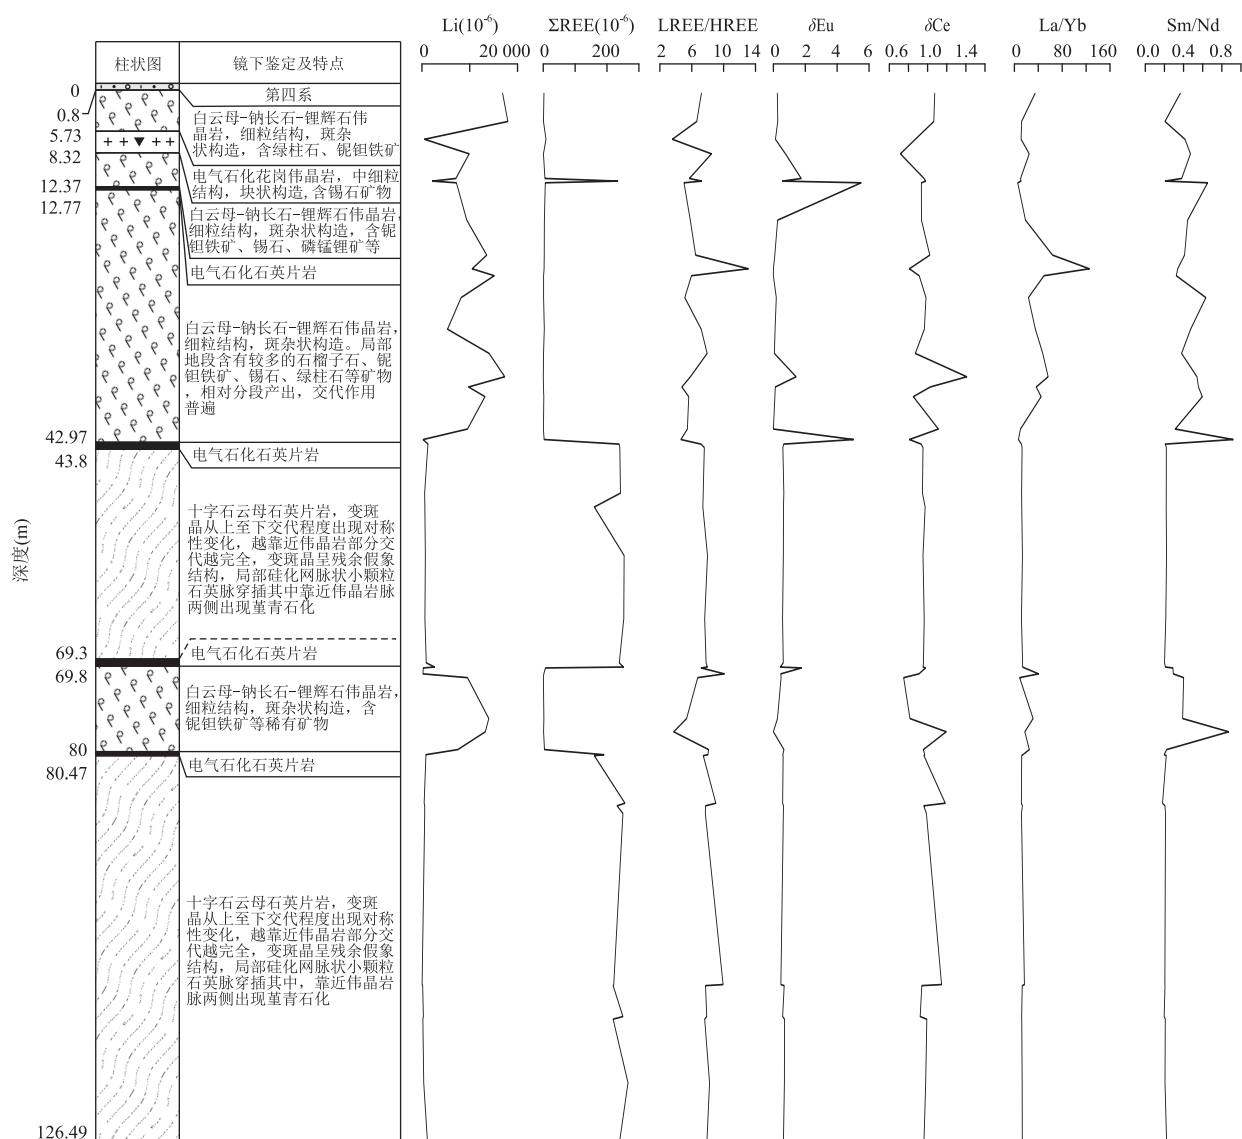 Li(10⁻⁶) ΣREE(10⁻⁶) LREE/HREE δEu δCe La/Yb Sm/Nd
0 20 000 0 200 2 6 10 14 0 2 4 6 0.6 1.0 1.4 0 80 160 0.0 0.4 0.8
柱状图 镜下鉴定及特点
0
第四系
0.8
白云母-钠长石-锂辉石伟
晶岩，细粒结构，斑杂
状构造，含绿柱石、铌钽铁矿
5.73
8.32
电气石化花岗伟晶岩，中细粒
结构，块状构造,含锡石矿物
12.37
12.77
白云母-钠长石-锂辉石伟晶岩,
细粒结构，斑杂状构造，含铌
钽铁矿、锡石、磷锰锂矿等
电气石化石英片岩
白云母-钠长石-锂辉石伟晶岩,
细粒结构，斑杂状构造。局部
地段含有较多的石榴子石、铌
钽铁矿、锡石、绿柱石等矿物
，相对分段产出，交代作用
普遍
42.97
43.8
电气石化石英片岩
深度(m)
十字石云母石英片岩，变斑
晶从上至下交代程度出现对称
性变化，越靠近伟晶岩部分交
代越完全，变斑晶呈残余假象
结构，局部硅化网脉状小颗粒
石英脉穿插其中靠近伟晶岩脉
两侧出现堇青石化
69.3
电气石化石英片岩
69.8
白云母-钠长石-锂辉石伟晶岩,
细粒结构，斑杂状构造，含
铌钽铁矿等稀有矿物
80
80.47
电气石化石英片岩
十字石云母石英片岩，变斑
晶从上至下交代程度出现对称
性变化，越靠近伟晶岩部分交
代越完全，变斑晶呈残余假象
结构，局部硅化网脉状小颗粒
石英脉穿插其中，靠近伟晶岩
脉两侧出现堇青石化
126.49